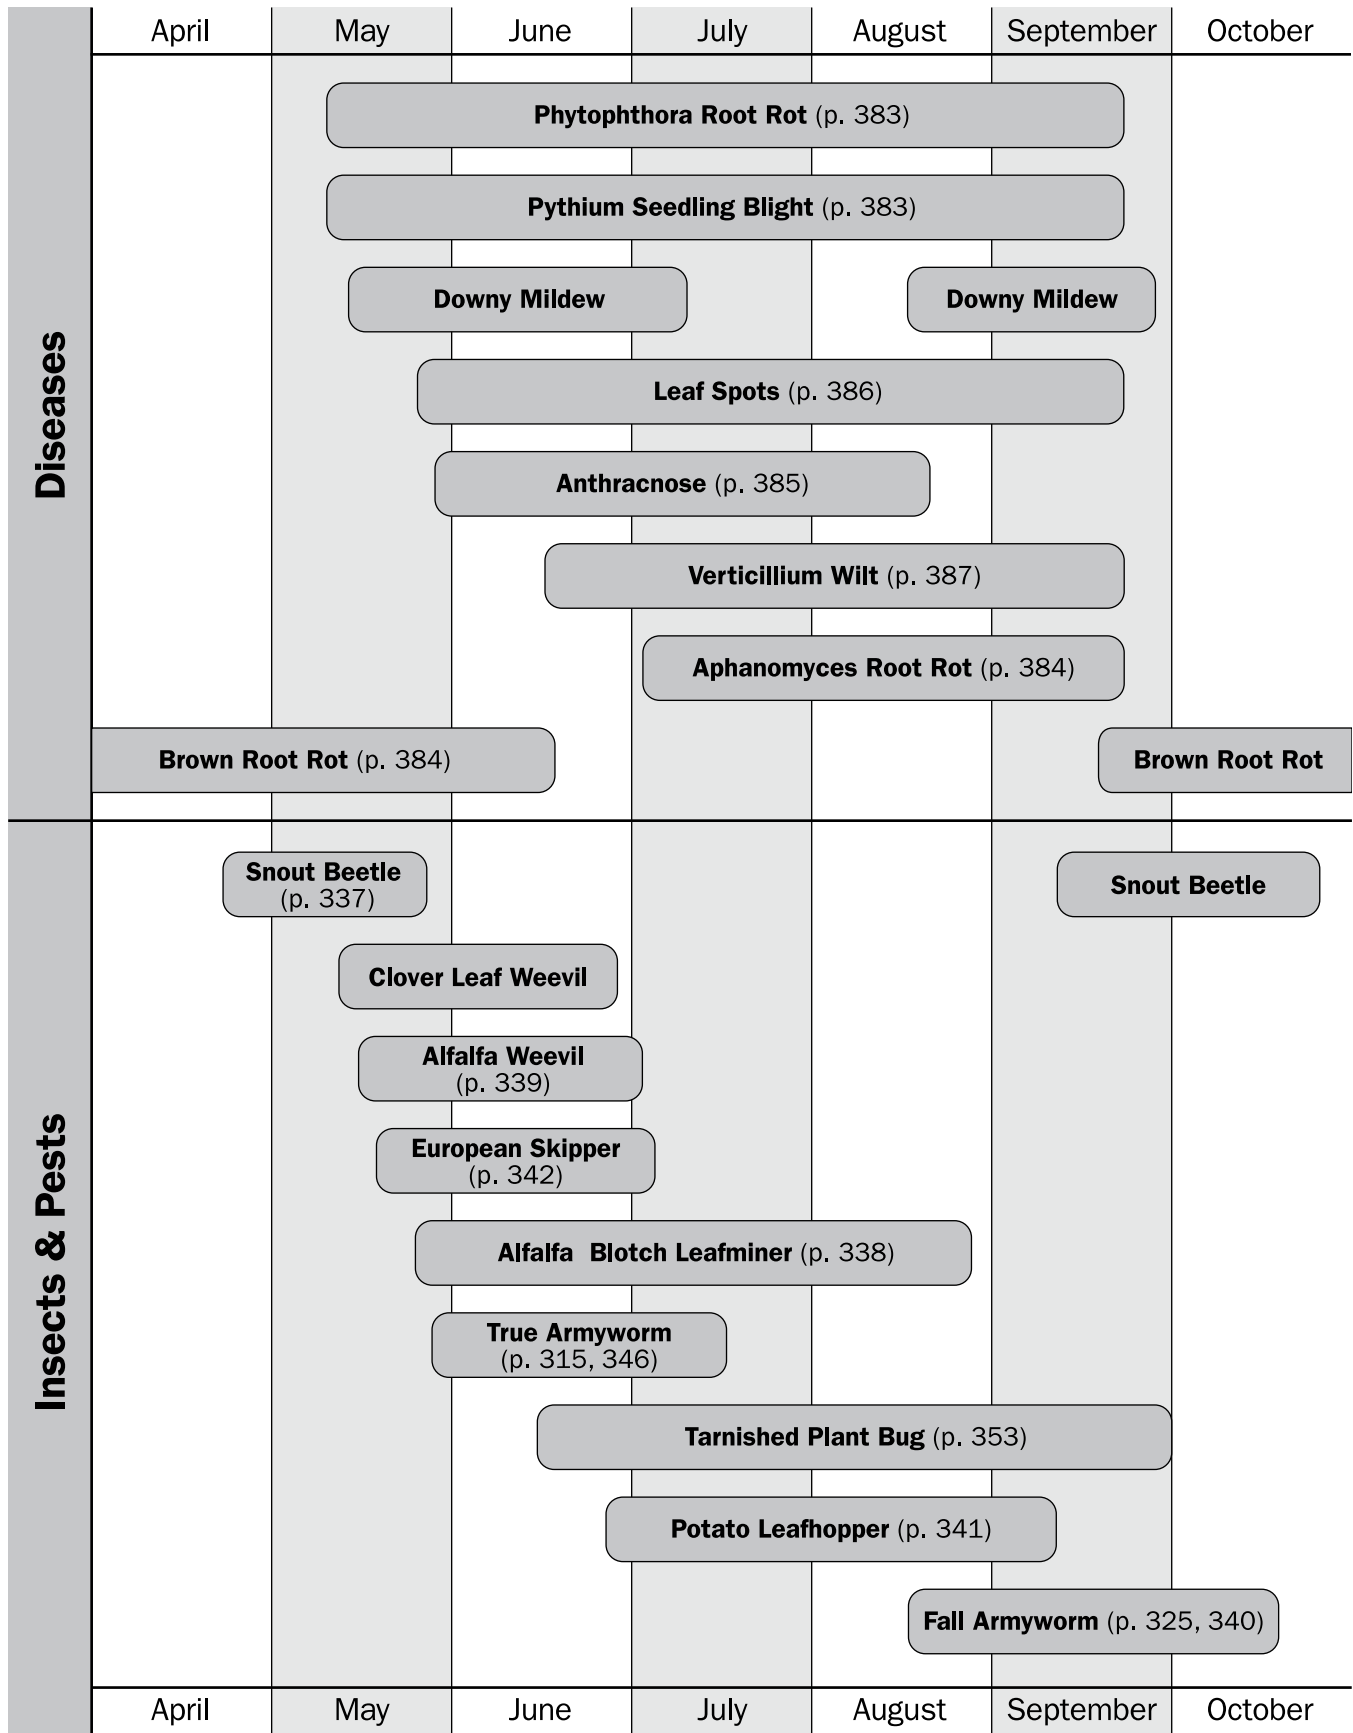 April May June July August September October
Diseases
Phytophthora Root Rot (p. 383)
Pythium Seedling Blight (p. 383)
Downy Mildew Downy Mildew
Leaf Spots (p. 386)
Anthracnose (p. 385)
Verticillium Wilt (p. 387)
Aphanomyces Root Rot (p. 384)
Brown Root Rot (p. 384) Brown Root Rot
Insects & Pests
Snout Beetle
(p. 337)
Snout Beetle
Clover Leaf Weevil
Alfalfa Weevil
(p. 339)
European Skipper
(p. 342)
Alfalfa Blotch Leafminer (p. 338)
True Armyworm
(p. 315, 346)
Tarnished Plant Bug (p. 353)
Potato Leafhopper (p. 341)
Fall Armyworm (p. 325, 340)
April May June July August September October